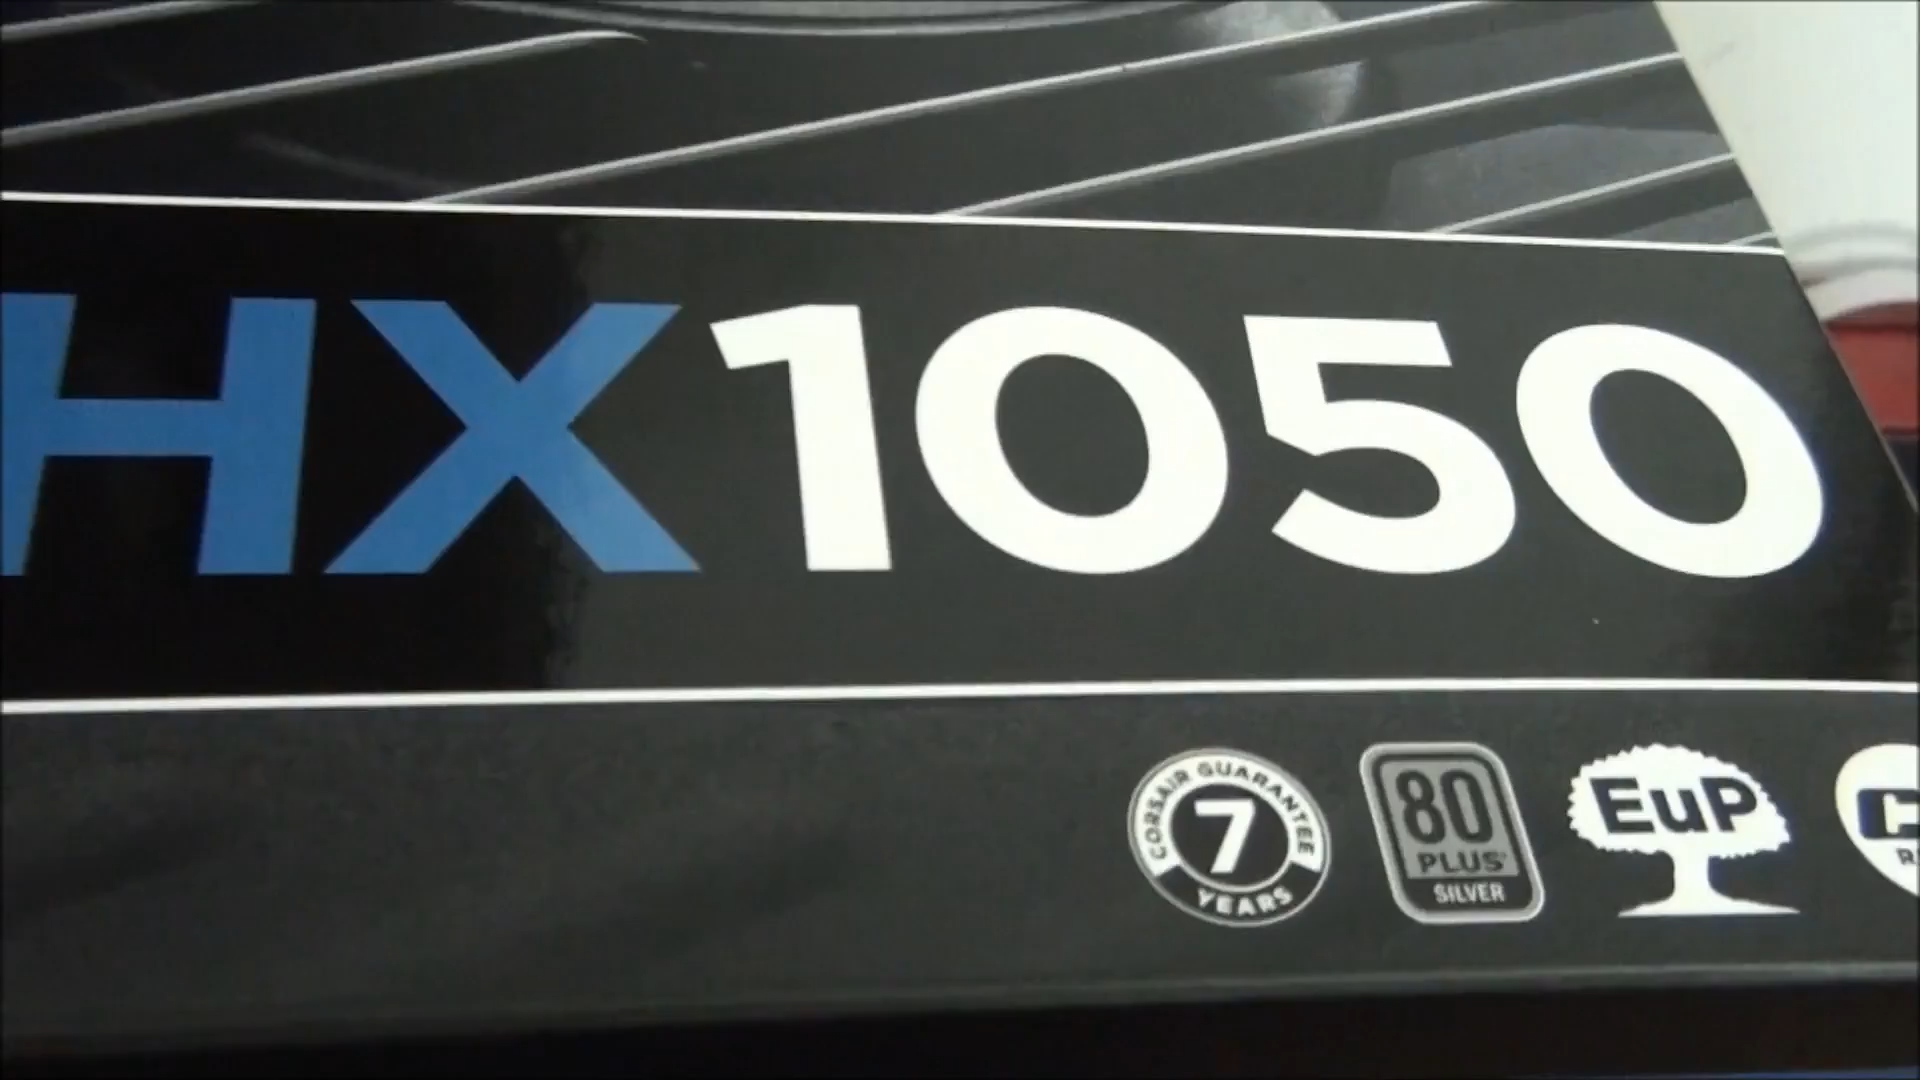 HX1050
CORSAIR GUARANTEE
7
YEARS
80
PLUS
SILVER
EuP